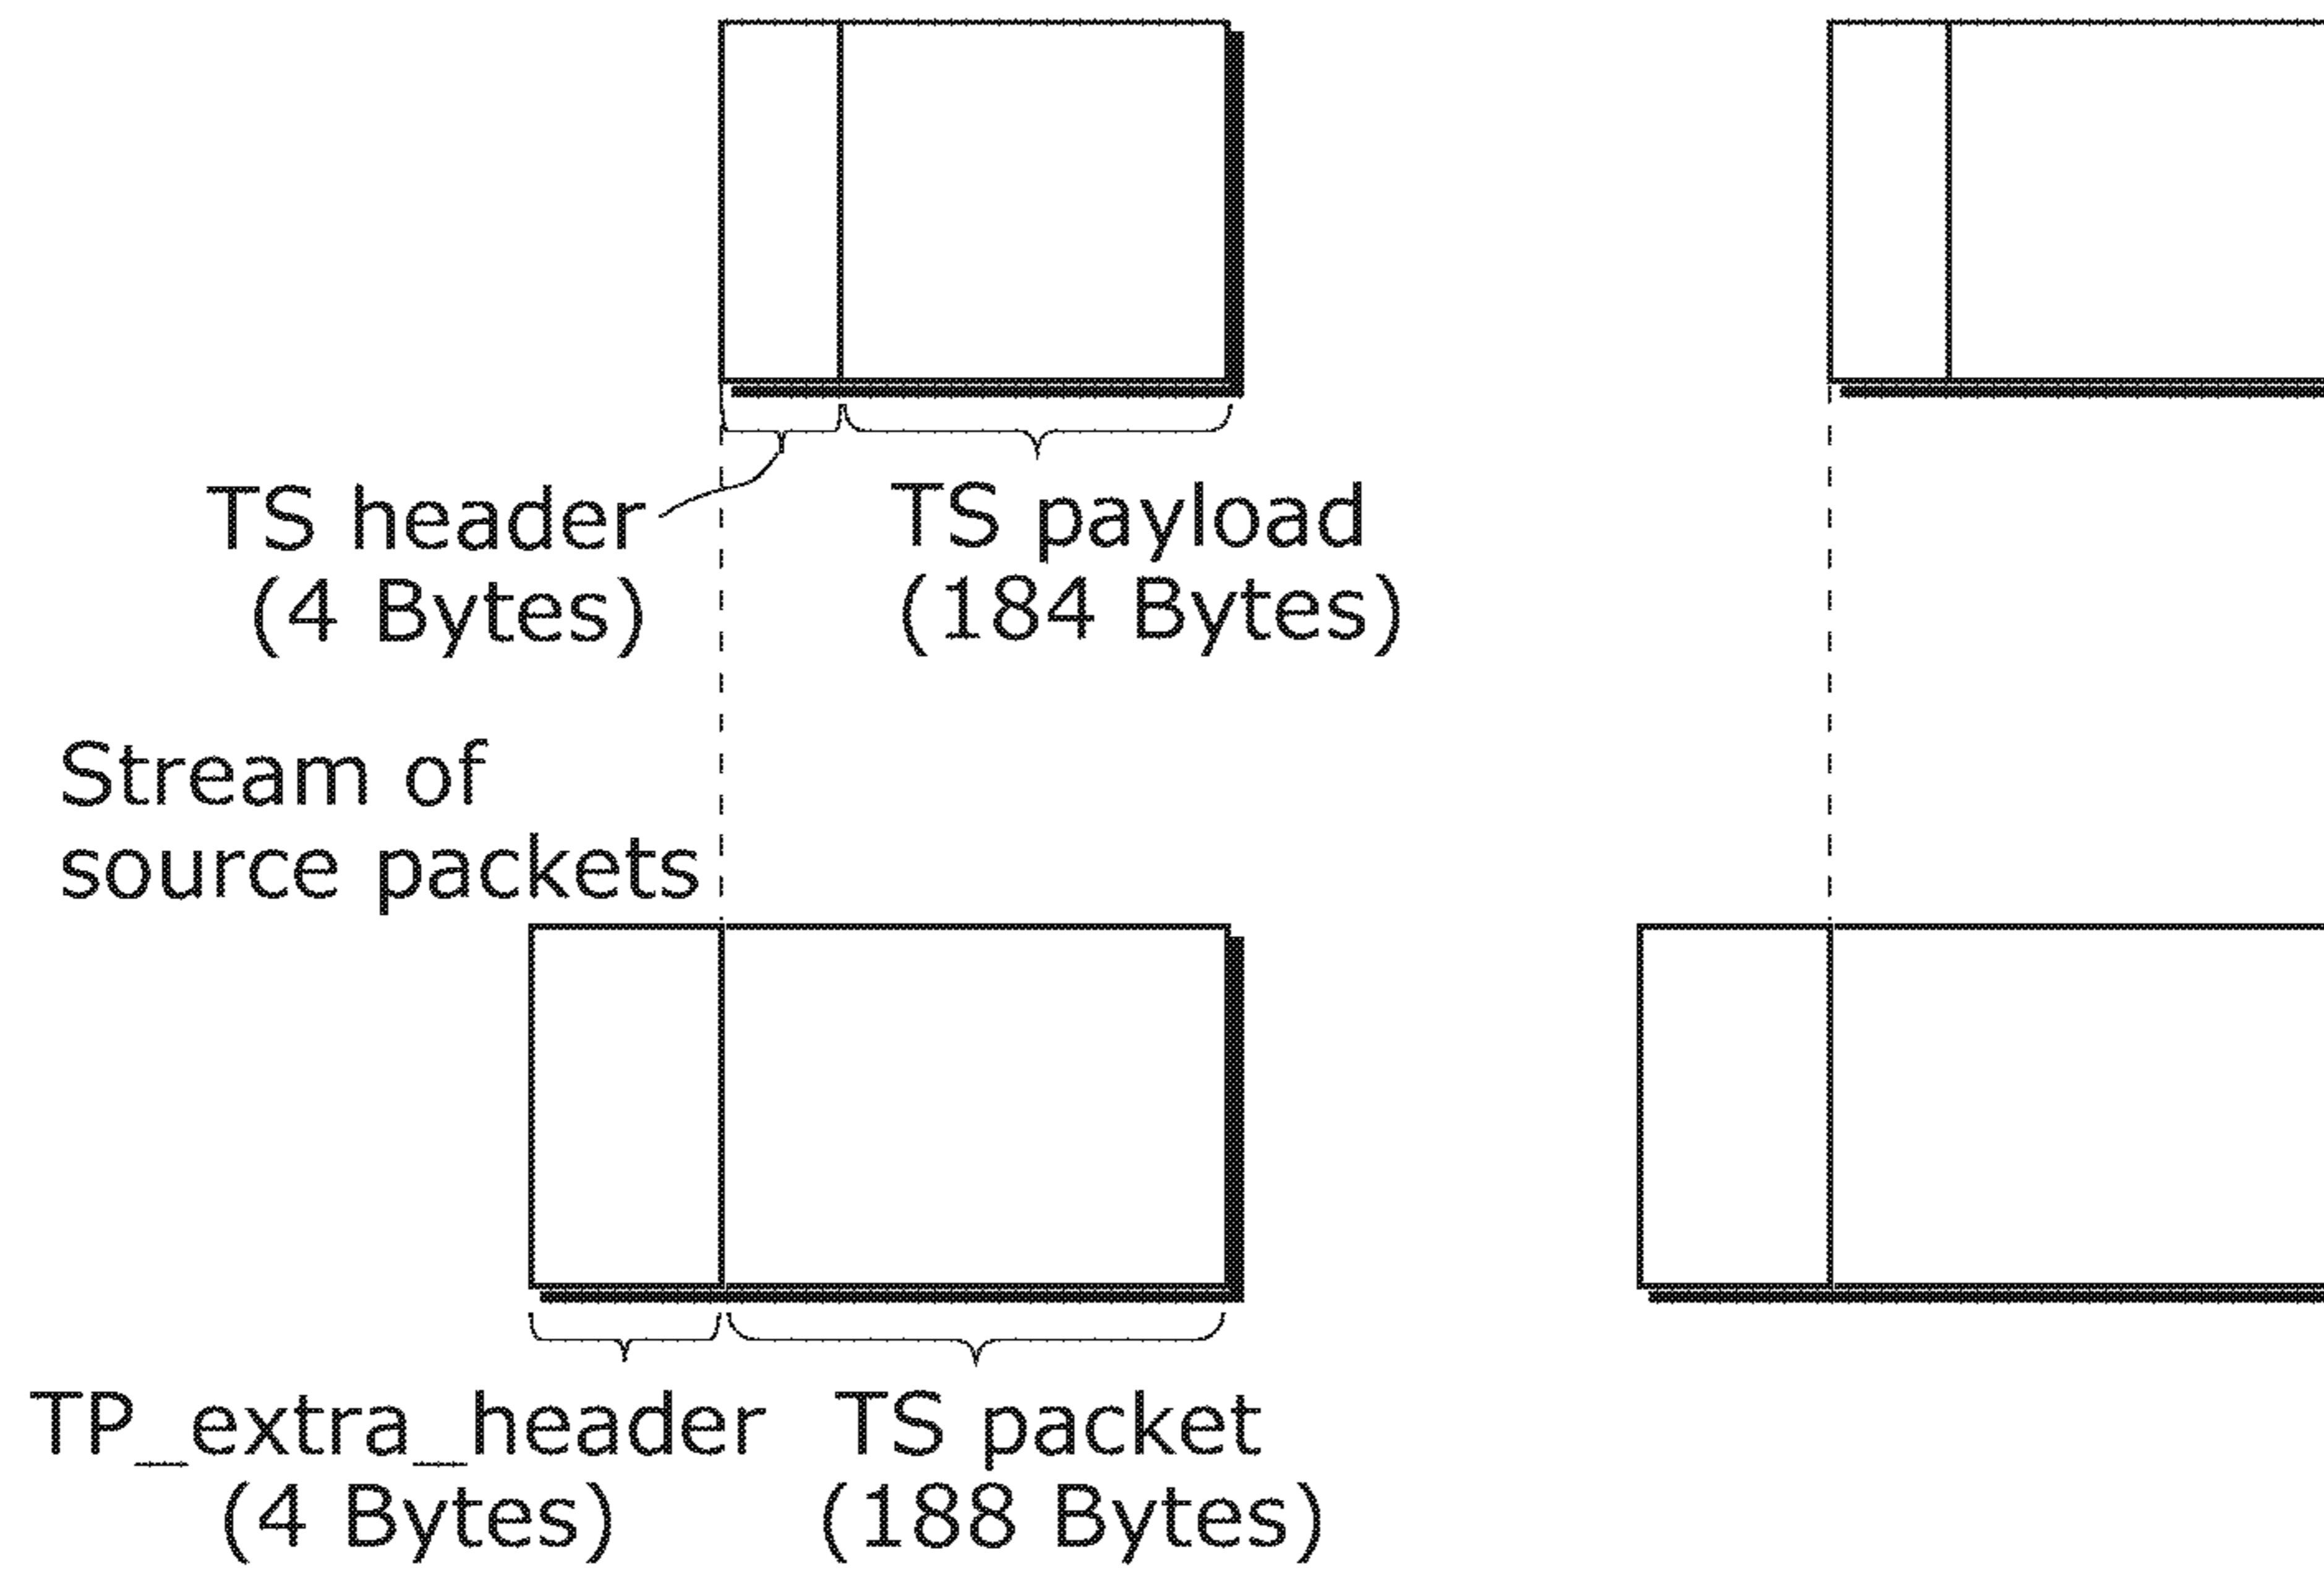 TS header
(4 Bytes)
TS payload
(184 Bytes)
Stream of
source packets
TP_extra_header
(4 Bytes)
TS packet
(188 Bytes)